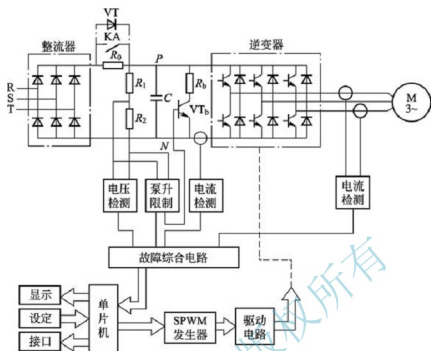 VT
KA
整流器
R₀
P
逆变器
R
S
T
R₁
R₂
C
R_b
VT_b
M
3~
N
电压
检测
泵升
限制
电流
检测
电流
检测
故障综合电路
显示
设定
接口
单
片
机
SPWM
发生器
驱动
电路
权所有